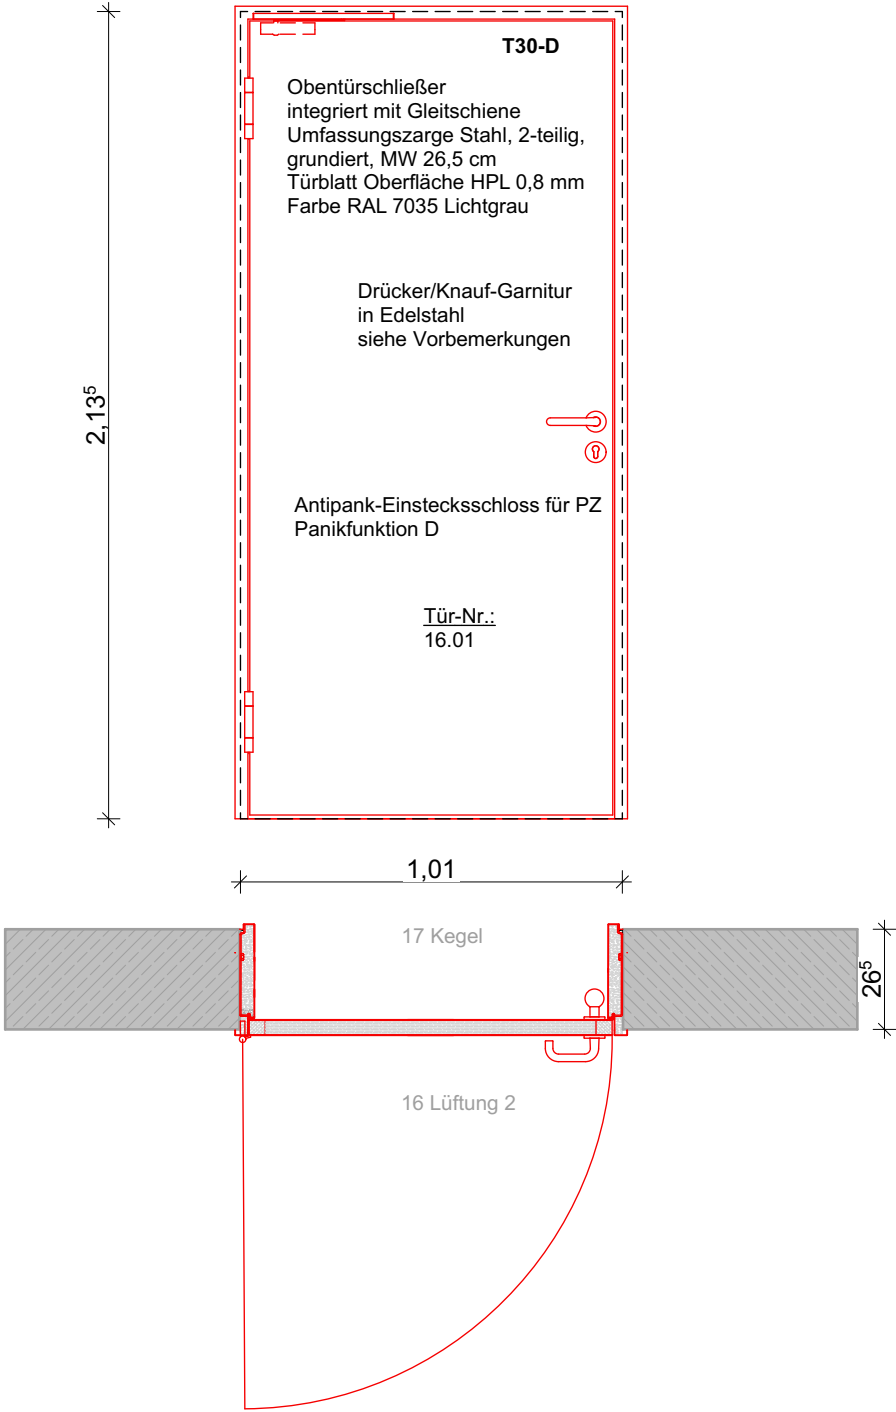 T30-D
Obentürschließer
integriert mit Gleitschiene
Umfassungszarge Stahl, 2-teilig,
grundiert, MW 26,5 cm
Türblatt Oberfläche HPL 0,8 mm
Farbe RAL 7035 Lichtgrau
Drücker/Knauf-Garnitur
in Edelstahl
siehe Vorbemerkungen
2,13⁵
Antipank-Einstecksschloss für PZ
Panikfunktion D
Tür-Nr.:
16.01
1,01
17 Kegel
26⁵
16 Lüftung 2